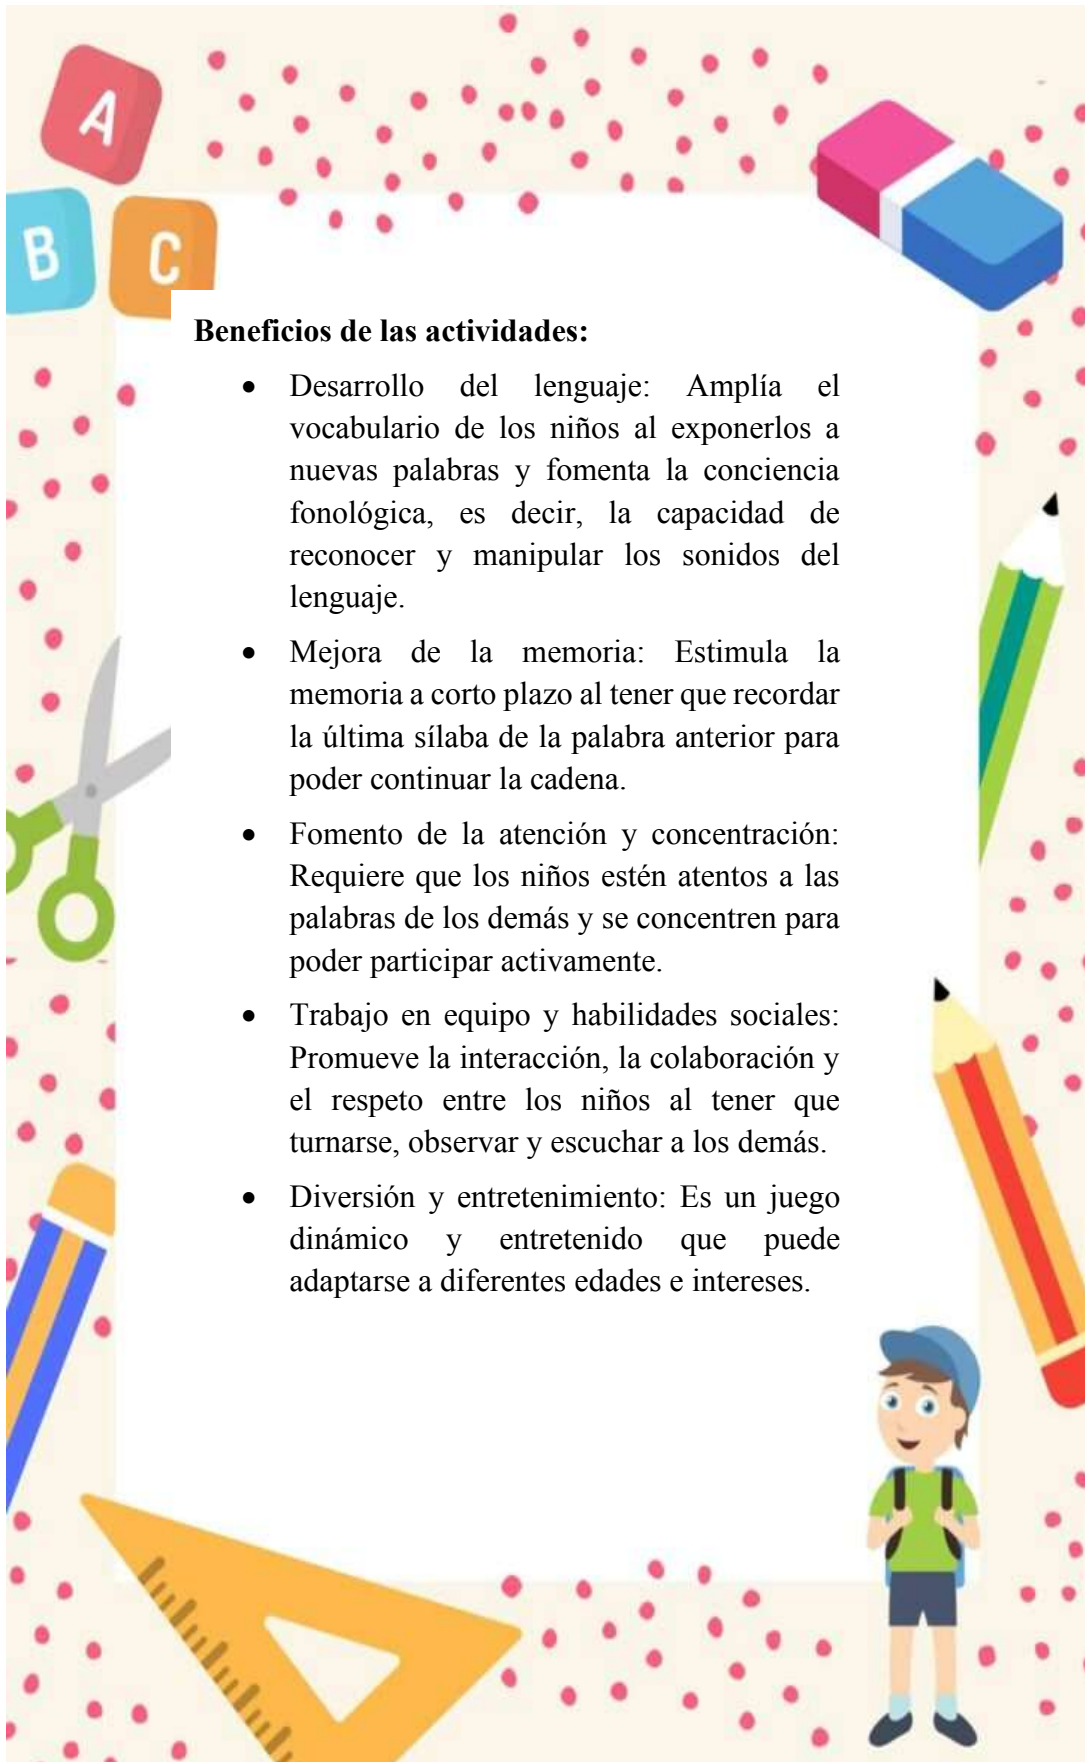 A
B C
Beneficios de las actividades:
• Desarrollo del lenguaje: Amplía el
vocabulario de los niños al exponerlos a
nuevas palabras y fomenta la conciencia
fonológica, es decir, la capacidad de
reconocer y manipular los sonidos del
lenguaje.
• Mejora de la memoria: Estimula la
memoria a corto plazo al tener que recordar
la última sílaba de la palabra anterior para
poder continuar la cadena.
• Fomento de la atención y concentración:
Requiere que los niños estén atentos a las
palabras de los demás y se concentren para
poder participar activamente.
• Trabajo en equipo y habilidades sociales:
Promueve la interacción, la colaboración y
el respeto entre los niños al tener que
turnarse, observar y escuchar a los demás.
• Diversión y entretenimiento: Es un juego
dinámico y entretenido que puede
adaptarse a diferentes edades e intereses.